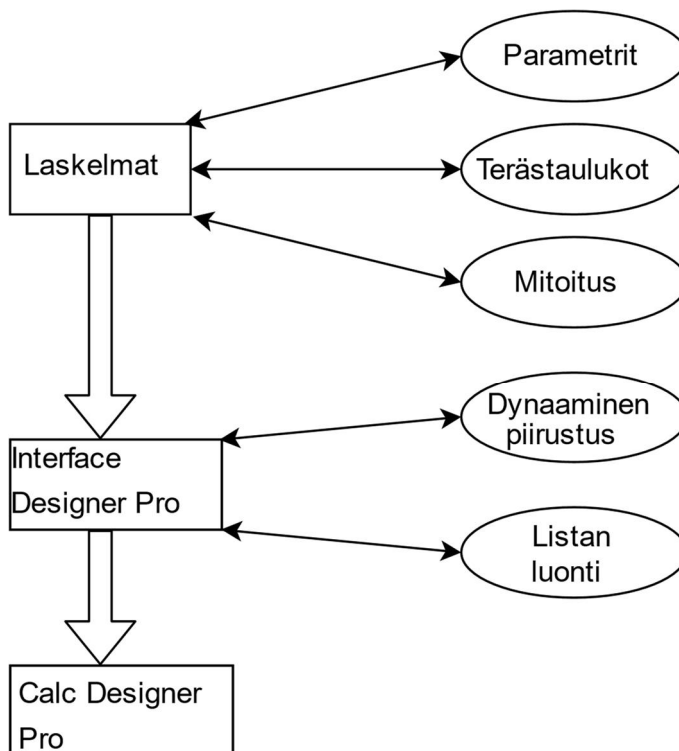 Parametrit
Laskelmat
Terästaulukot
Mitoitus
Dynaaminen
piirustus
Interface
Designer Pro
Listan
luonti
Calc Designer
Pro